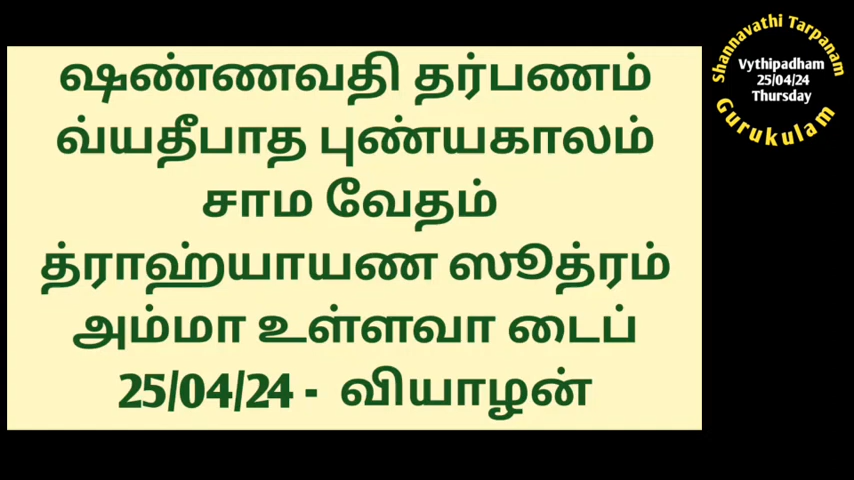 ஷண்ணவதி தர்பணம்
வ்யதீபாத புண்யகாலம்
சாம வேதம்
த்ராஹ்யாயண ஸூத்ரம்
அம்மா உள்ளவா டைப்
25/04/24 - வியாழன்
Shannavathi Tarpanam
Vythipadham
25/04/24
Thursday
Gurukulam